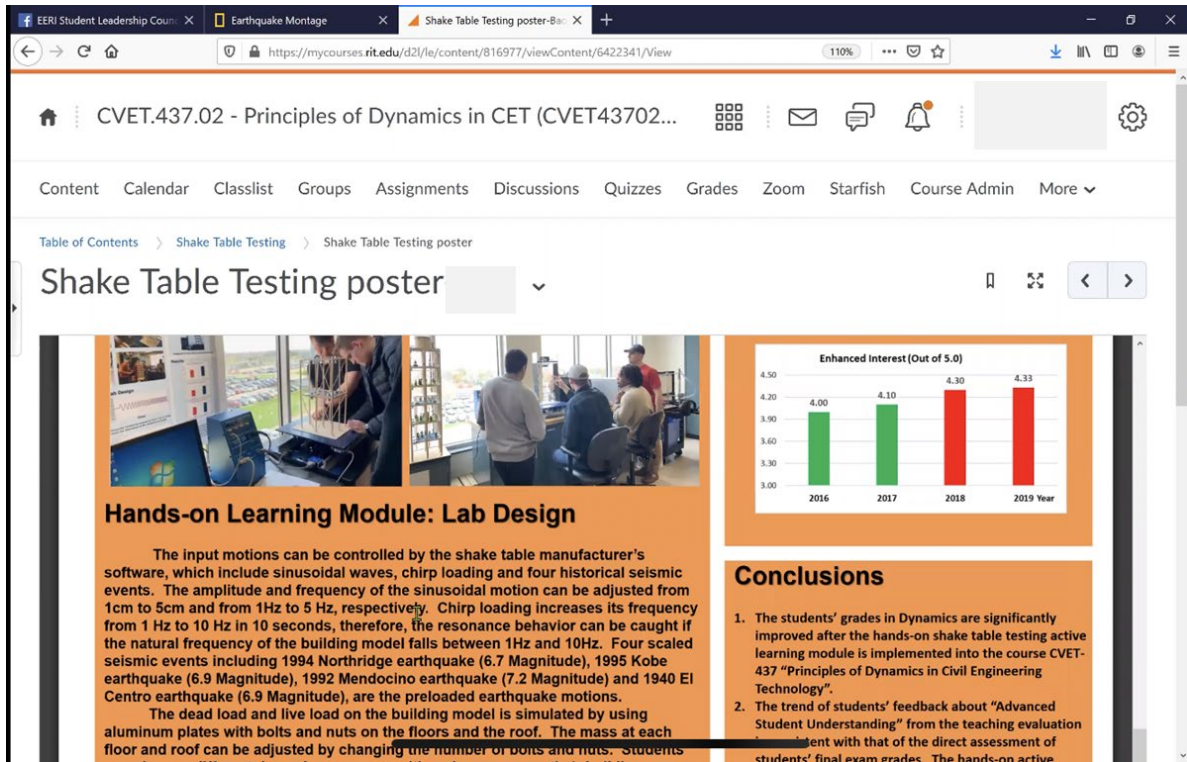 EERI Student Leadership Coun
Earthquake Montage
Shake Table Testing poster-Bac
https://mycourses.rit.edu/d2l/le/content/816977/viewContent/6422341/View
110%
CVET.437.02 - Principles of Dynamics in CET (CVET43702...
Content Calendar Classlist Groups Assignments Discussions Quizzes Grades Zoom Starfish Course Admin More
Table of Contents > Shake Table Testing > Shake Table Testing poster
Shake Table Testing poster
Hands-on Learning Module: Lab Design
The input motions can be controlled by the shake table manufacturer's
software, which include sinusoidal waves, chirp loading and four historical seismic
events. The amplitude and frequency of the sinusoidal motion can be adjusted from
1cm to 5cm and from 1Hz to 5 Hz, respectively. Chirp loading increases its frequency
from 1 Hz to 10 Hz in 10 seconds, therefore, the resonance behavior can be caught if
the natural frequency of the building model falls between 1Hz and 10Hz. Four scaled
seismic events including 1994 Northridge earthquake (6.7 Magnitude), 1995 Kobe
earthquake (6.9 Magnitude), 1992 Mendocino earthquake (7.2 Magnitude) and 1940 El
Centro earthquake (6.9 Magnitude), are the preloaded earthquake motions.
The dead load and live load on the building model is simulated by using
aluminum plates with bolts and nuts on the floors and the roof. The mass at each
floor and roof can be adjusted by changing the number of bolts and nuts. Students
Enhanced Interest (Out of 5.0)
4.50
4.20
3.90
3.60
3.30
3.00
4.00
4.10
4.30
4.33
2016 2017 2018 2019 Year
Conclusions
1. The students' grades in Dynamics are significantly
improved after the hands-on shake table testing active
learning module is implemented into the course CVET-
437 "Principles of Dynamics in Civil Engineering
Technology".
2. The trend of students' feedback about "Advanced
Student Understanding" from the teaching evaluation
with that of the direct assessment of
students' final exam grades. The hands-on active